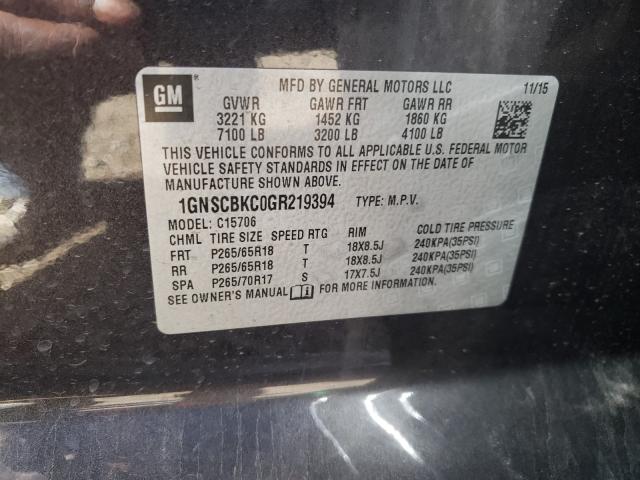 GM ® MFD BY GENERAL MOTORS LLC 11/15
GVWR GAWR FRT GAWR RR
3221 KG 1452 KG 1860 KG
7100 LB 3200 LB 4100 LB
THIS VEHICLE CONFORMS TO ALL APPLICABLE U.S. FEDERAL MOTOR
VEHICLE SAFETY STANDARDS IN EFFECT ON THE DATE OF
MANUFACTURE SHOWN ABOVE.
1GNSCBKC0GR219394 TYPE: M.P.V.
MODEL: C15706
CHML TIRE SIZE SPEED RTG RIM COLD TIRE PRESSURE
FRT P265/65R18 T 18X8.5J 240KPA(35PSI)
RR P265/65R18 T 18X8.5J 240KPA(35PSI)
SPA P265/70R17 S 17X7.5J 240KPA(35PSI)
SEE OWNER'S MANUAL FOR MORE INFORMATION.